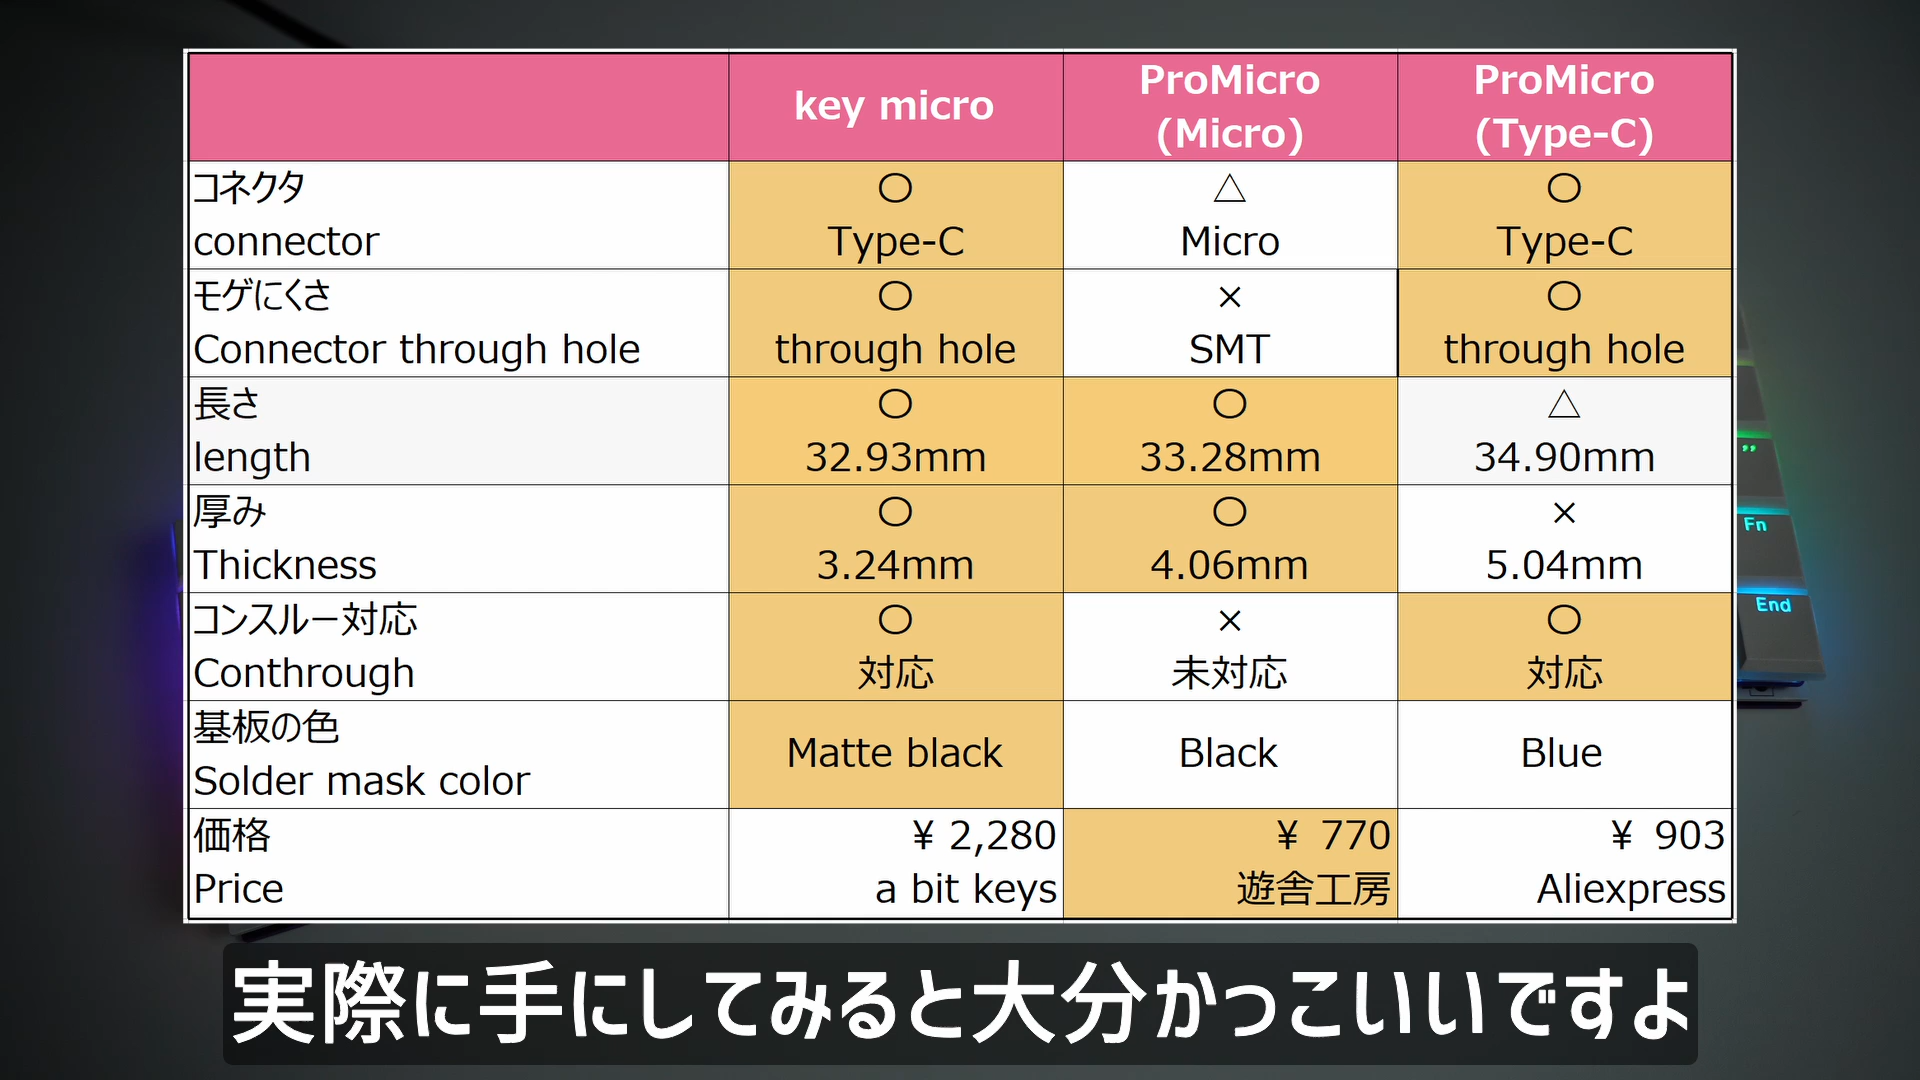 key micro
ProMicro
(Micro)
ProMicro
(Type-C)
コネクタ
connector
〇
Type-C
△
Micro
〇
Type-C
モゲにくさ
Connector through hole
〇
through hole
×
SMT
〇
through hole
長さ
length
〇
32.93mm
〇
33.28mm
△
34.90mm
厚み
Thickness
〇
3.24mm
〇
4.06mm
×
5.04mm
コンスルー対応
Conthrough
〇
対応
×
未対応
〇
対応
基板の色
Solder mask color
Matte black
Black
Blue
価格
Price
¥ 2,280
a bit keys
¥ 770
遊舎工房
¥ 903
Aliexpress
”
Fn
End
実際に手にしてみると大分かっこいいですよ